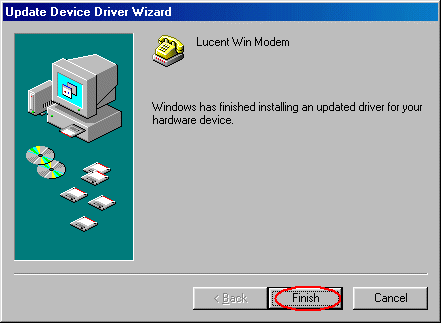 Update Device Driver Wizard
Lucent Win Modem
Windows has finished installing an updated driver for your
hardware device.
< Back
Finish
Cancel